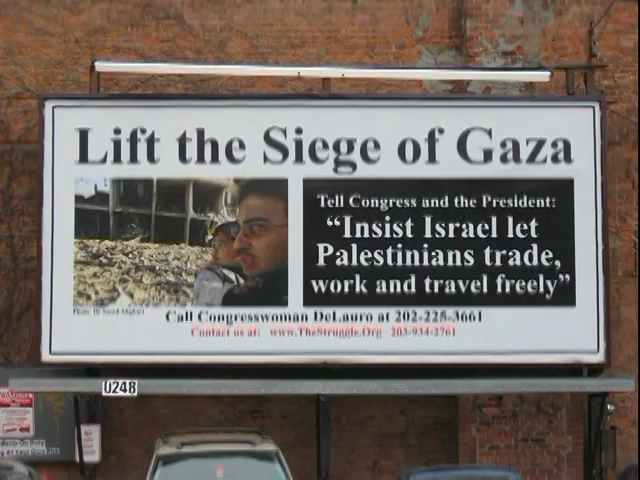 Lift the Siege of Gaza
Tell Congress and the President:
“Insist Israel let
Palestinians trade,
work and travel freely”
Call Congresswoman DeLauro at 202-225-3661
Contact us at: www.TheStruggle.Org 203-934-2761
U248